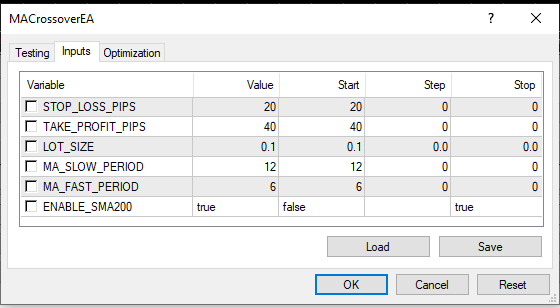 MACrossoverEA ? ×
Testing Inputs Optimization
Variable Value Start Step Stop
STOP_LOSS_PIPS 20 20 0 0
TAKE_PROFIT_PIPS 40 40 0 0
LOT_SIZE 0.1 0.1 0.0 0.0
MA_SLOW_PERIOD 12 12 0 0
MA_FAST_PERIOD 6 6 0 0
ENABLE_SMA200 true false true
Load Save
OK Cancel Reset